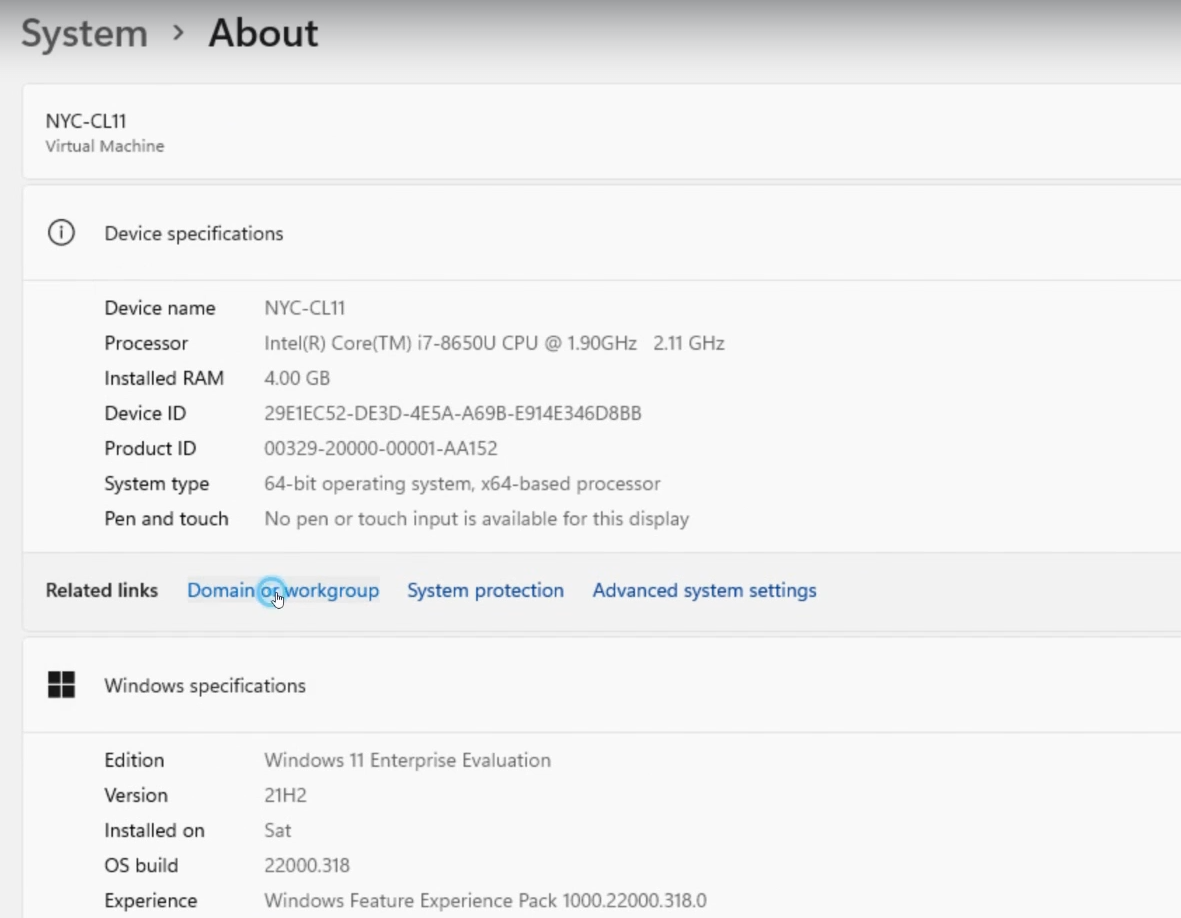 System > About
NYC-CL11
Virtual Machine
Device specifications
Device name NYC-CL11
Processor Intel(R) Core(TM) i7-8650U CPU @ 1.90GHz 2.11 GHz
Installed RAM 4.00 GB
Device ID 29E1EC52-DE3D-4E5A-A69B-E914E346D8BB
Product ID 00329-20000-00001-AA152
System type 64-bit operating system, x64-based processor
Pen and touch No pen or touch input is available for this display
Related links Domain or workgroup System protection Advanced system settings
Windows specifications
Edition Windows 11 Enterprise Evaluation
Version 21H2
Installed on Sat
OS build 22000.318
Experience Windows Feature Experience Pack 1000.22000.318.0